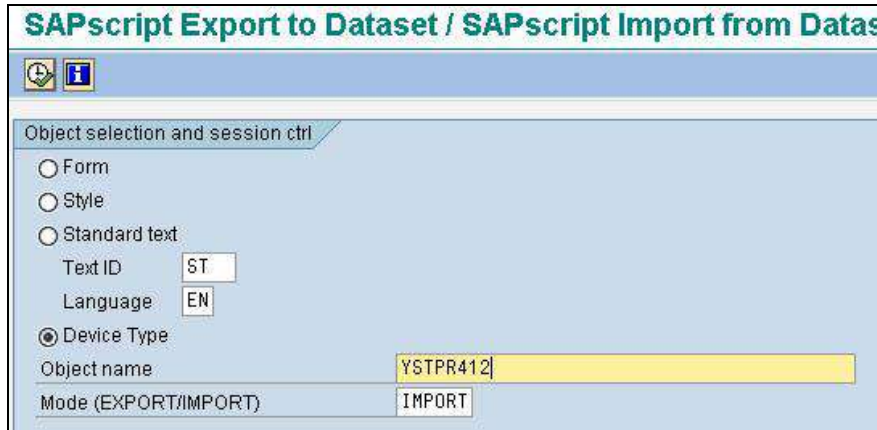 SAPscript Export to Dataset / SAPscript Import from Datas
Object selection and session ctrl
Form
Style
Standard text
Text ID ST
Language EN
Device Type
Object name YSTPR412
Mode (EXPORT/IMPORT) IMPORT